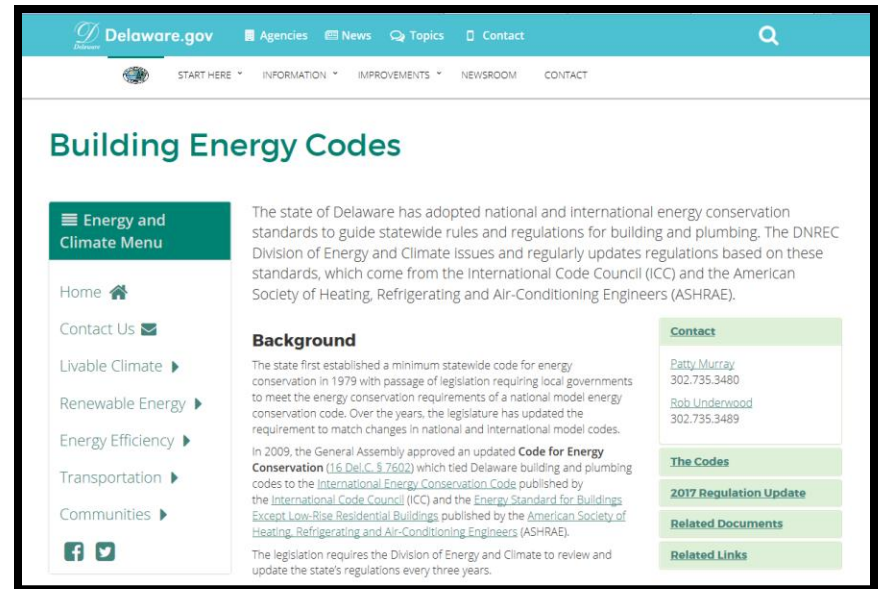 Delaware
Delaware.gov
Agencies
News
Topics
Contact
START HERE
INFORMATION
IMPROVEMENTS
NEWSROOM
CONTACT
Building Energy Codes
Energy and
Climate Menu
Home
Contact Us
Livable Climate
Renewable Energy
Energy Efficiency
Transportation
Communities
The state of Delaware has adopted national and international energy conservation
standards to guide statewide rules and regulations for building and plumbing. The DNREC
Division of Energy and Climate issues and regularly updates regulations based on these
standards, which come from the International Code Council (ICC) and the American
Society of Heating, Refrigerating and Air-Conditioning Engineers (ASHRAE).
Background
The state first established a minimum statewide code for energy
conservation in 1979 with passage of legislation requiring local governments
to meet the energy conservation requirements of a national model energy
conservation code. Over the years, the legislature has updated the
requirement to match changes in national and international model codes.
In 2009, the General Assembly approved an updated Code for Energy
Conservation (16 Del.C. § 7602) which tied Delaware building and plumbing
codes to the International Energy Conservation Code published by
the International Code Council (ICC) and the Energy Standard for Buildings
Except Low-Rise Residential Buildings published by the American Society of
Heating, Refrigerating and Air-Conditioning Engineers (ASHRAE).
The legislation requires the Division of Energy and Climate to review and
update the state's regulations every three years.
Contact
Patty Murray
302.735.3480
Rob Underwood
302.735.3489
The Codes
2017 Regulation Update
Related Documents
Related Links